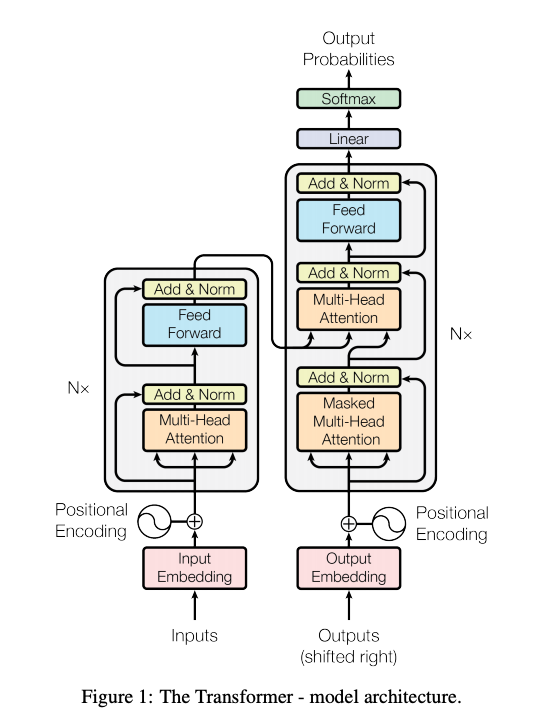 Output
Probabilities
Softmax
Linear
Add & Norm
Feed
Forward
Add & Norm
Multi-Head
Attention
Add & Norm
Masked
Multi-Head
Attention
N×
Add & Norm
Feed
Forward
N×
Add & Norm
Multi-Head
Attention
Positional
Encoding
Positional
Encoding
Input
Embedding
Output
Embedding
Inputs
Outputs
(shifted right)
Figure 1: The Transformer - model architecture.